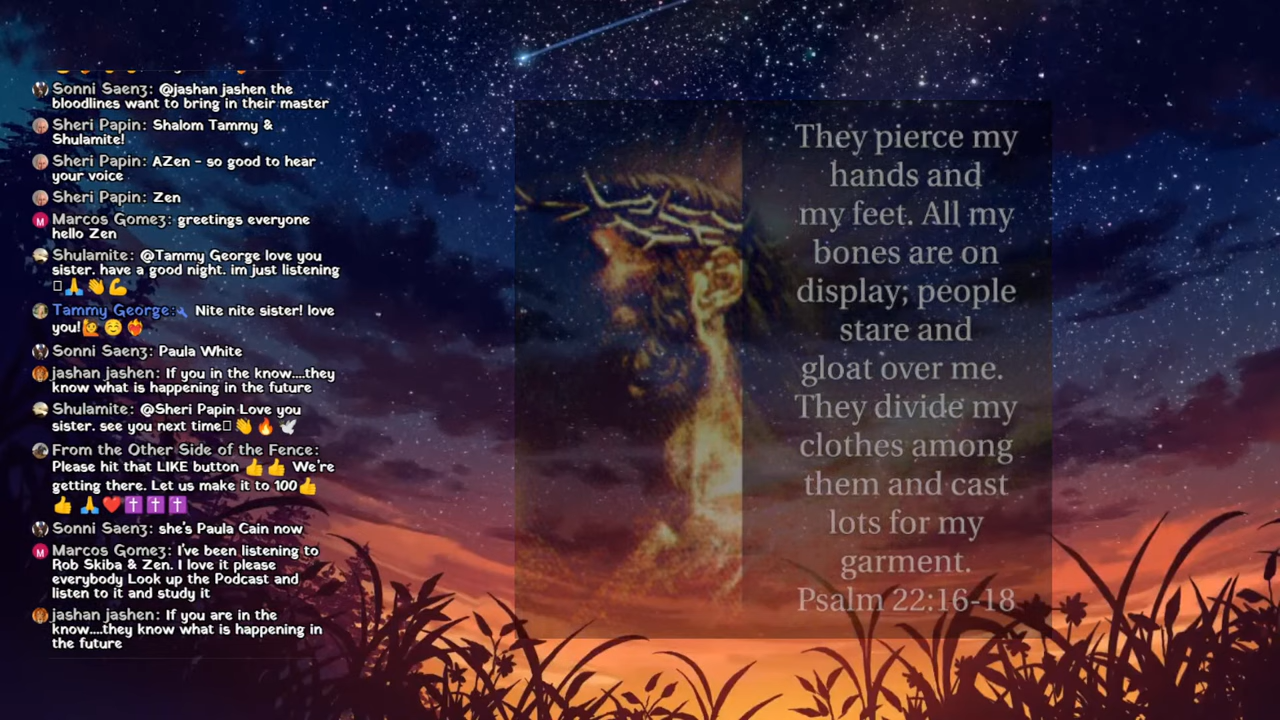 Sonni Saenz: @jashan jashen the
bloodlines want to bring in their master
Sheri Papin: Shalom Tammy &
Shulamite!
Sheri Papin: AZen - so good to hear
your voice
Sheri Papin: Zen
M Marcos Gomez: greetings everyone
hello Zen
Shulamite: @Tammy George love you
sister. have a good night. im just listening
🙏👋💪
Tammy George:🔧 Nite nite sister! love
you!🙋☺️❤️‍🔥
Sonni Saenz: Paula White
jashan jashen: If you in the know....they
know what is happening in the future
Shulamite: @Sheri Papin Love you
sister. see you next time👋🔥🕊️
From the Other Side of the Fence:
Please hit that LIKE button 👍👍 We're
getting there. Let us make it to 100👍
👍 🙏❤️✝️✝️✝️
Sonni Saenz: she's Paula Cain now
M Marcos Gomez: I've been listening to
Rob Skiba & Zen. I love it please
everybody Look up the Podcast and
listen to it and study it
jashan jashen: If you are in the
know....they know what is happening in
the future
They pierce my
hands and
my feet. All my
bones are on
display; people
stare and
gloat over me.
They divide my
clothes among
them and cast
lots for my
garment.
Psalm 22:16-18